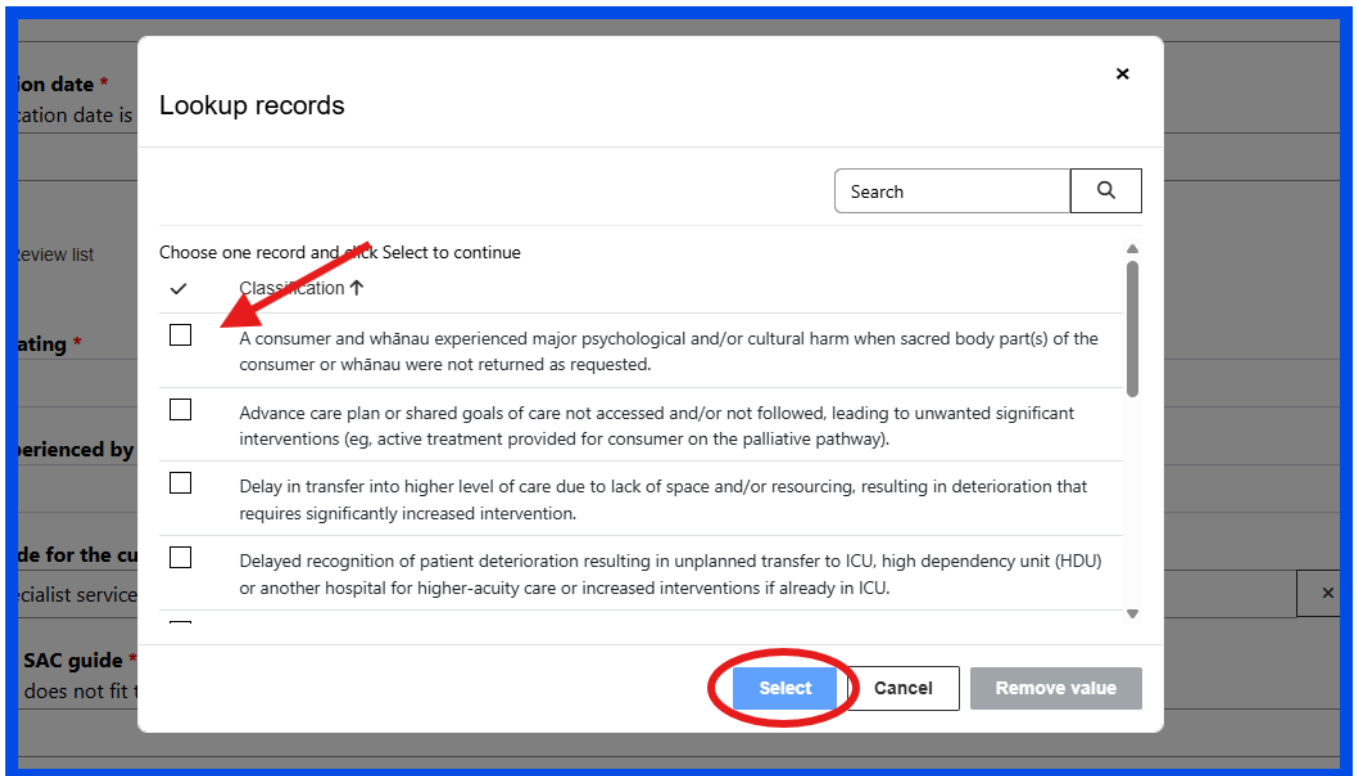 ion date *
cation date is
Review list
ating *
perienced by
de for the cu
cialist service
SAC guide *
does not fit t
×
Lookup records
×
Search
Choose one record and click Select to continue
Classification ↑
A consumer and whānau experienced major psychological and/or cultural harm when sacred body part(s) of the
consumer or whānau were not returned as requested.
Advance care plan or shared goals of care not accessed and/or not followed, leading to unwanted significant
interventions (eg, active treatment provided for consumer on the palliative pathway).
Delay in transfer into higher level of care due to lack of space and/or resourcing, resulting in deterioration that
requires significantly increased intervention.
Delayed recognition of patient deterioration resulting in unplanned transfer to ICU, high dependency unit (HDU)
or another hospital for higher-acuity care or increased interventions if already in ICU.
Select
Cancel
Remove value